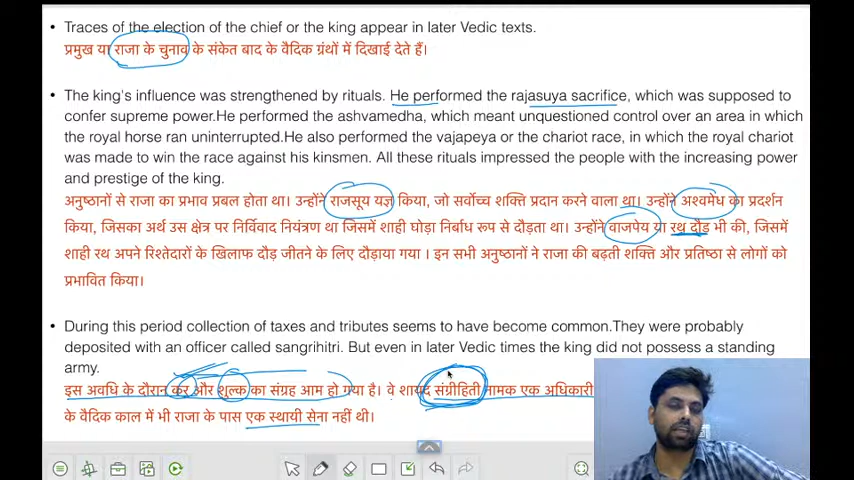 • Traces of the election of the chief or the king appear in later Vedic texts.
प्रमुख या राजा के चुनाव के संकेत बाद के वैदिक ग्रंथों में दिखाई देते हैं।
• The king's influence was strengthened by rituals. He performed the rajasuya sacrifice, which was supposed to
confer supreme power.He performed the ashvamedha, which meant unquestioned control over an area in which
the royal horse ran uninterrupted.He also performed the vajapeya or the chariot race, in which the royal chariot
was made to win the race against his kinsmen. All these rituals impressed the people with the increasing power
and prestige of the king.
अनुष्ठानों से राजा का प्रभाव प्रबल होता था। उन्होंने राजसूय यज्ञ किया, जो सर्वोच्च शक्ति प्रदान करने वाला था। उन्होंने अश्वमेध का प्रदर्शन
किया, जिसका अर्थ उस क्षेत्र पर निर्विवाद नियंत्रण था जिसमें शाही घोड़ा निर्बाध रूप से दौड़ता था। उन्होंने वाजपेय या रथ दौड़ भी की, जिसमें
शाही रथ अपने रिश्तेदारों के खिलाफ दौड़ जीतने के लिए दौड़ाया गया । इन सभी अनुष्ठानों ने राजा की बढ़ती शक्ति और प्रतिष्ठा से लोगों को
प्रभावित किया।
• During this period collection of taxes and tributes seems to have become common.They were probably
deposited with an officer called sangrihitri. But even in later Vedic times the king did not possess a standing
army.
इस अवधि के दौरान कर और शुल्क का संग्रह आम हो गया है। वे शायद संग्रीहिती नामक एक अधिकारी
के वैदिक काल में भी राजा के पास एक स्थायी सेना नहीं थी।